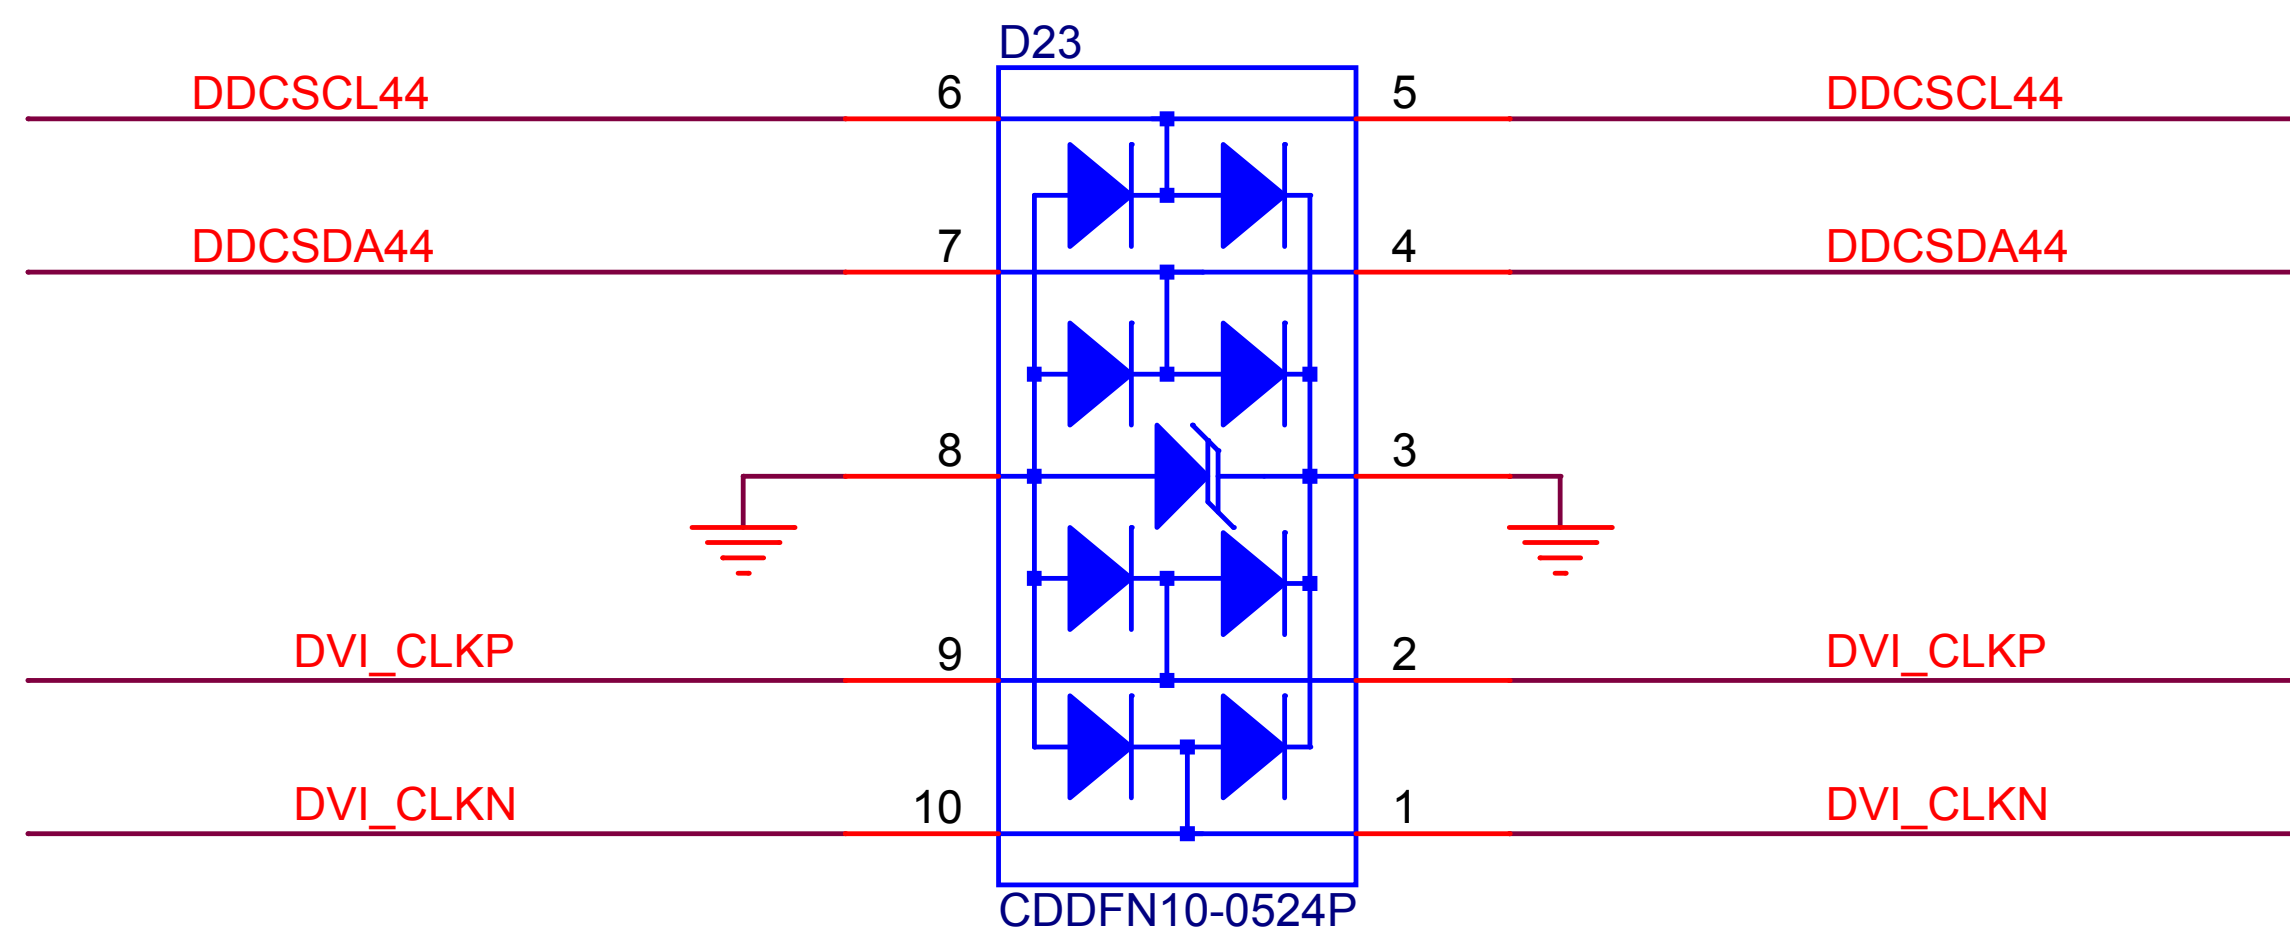 D23
DDCSCL44 6 5 DDCSCL44
DDCSDA44 7 4 DDCSDA44
8 3
DVI_CLKP 9 2 DVI_CLKP
DVI_CLKN 10 1 DVI_CLKN
CDDFN10-0524P